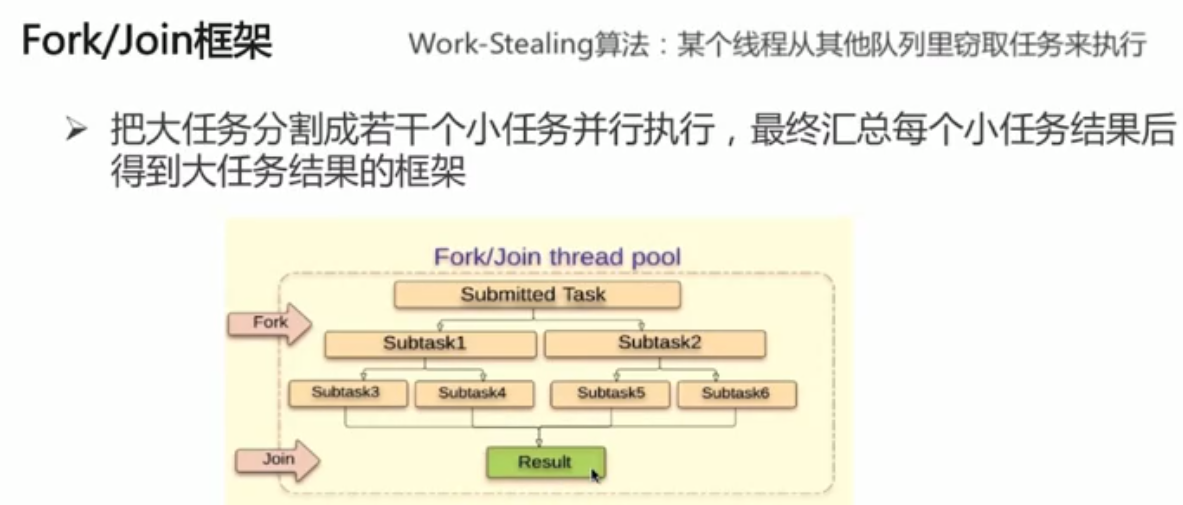 Fork/Join框架
Work-Stealing算法：某个线程从其他队列里窃取任务来执行
把大任务分割成若干个小任务并行执行，最终汇总每个小任务结果后
得到大任务结果的框架
Fork/Join thread pool
Submitted Task
Fork
Subtask1
Subtask2
Subtask3
Subtask4
Subtask5
Subtask6
Join
Result